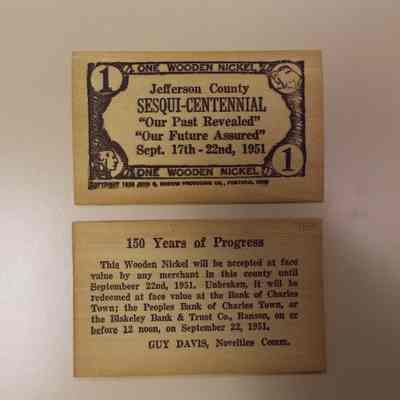 1 ONE WOODEN NICKEL
Jefferson County
SESQUI-CENTENNIAL
"Our Past Revealed"
"Our Future Assured"
Sept. 17th-22nd, 1951
ONE WOODEN NICKEL 1
150 Years of Progress
This Wooden Nickel will be accepted at face
value by any merchant in this county until
Septembeer 22nd, 1951. Unbroken, it will be
redeemed at face value at the Bank of Charles
Town; the Peoples Bank of Charles Town, or
the Blakeley Bank & Trust Co., Ranson, on or
before 12 noon, on September 22, 1951.
GUY DAVIS, Novelties Comm.